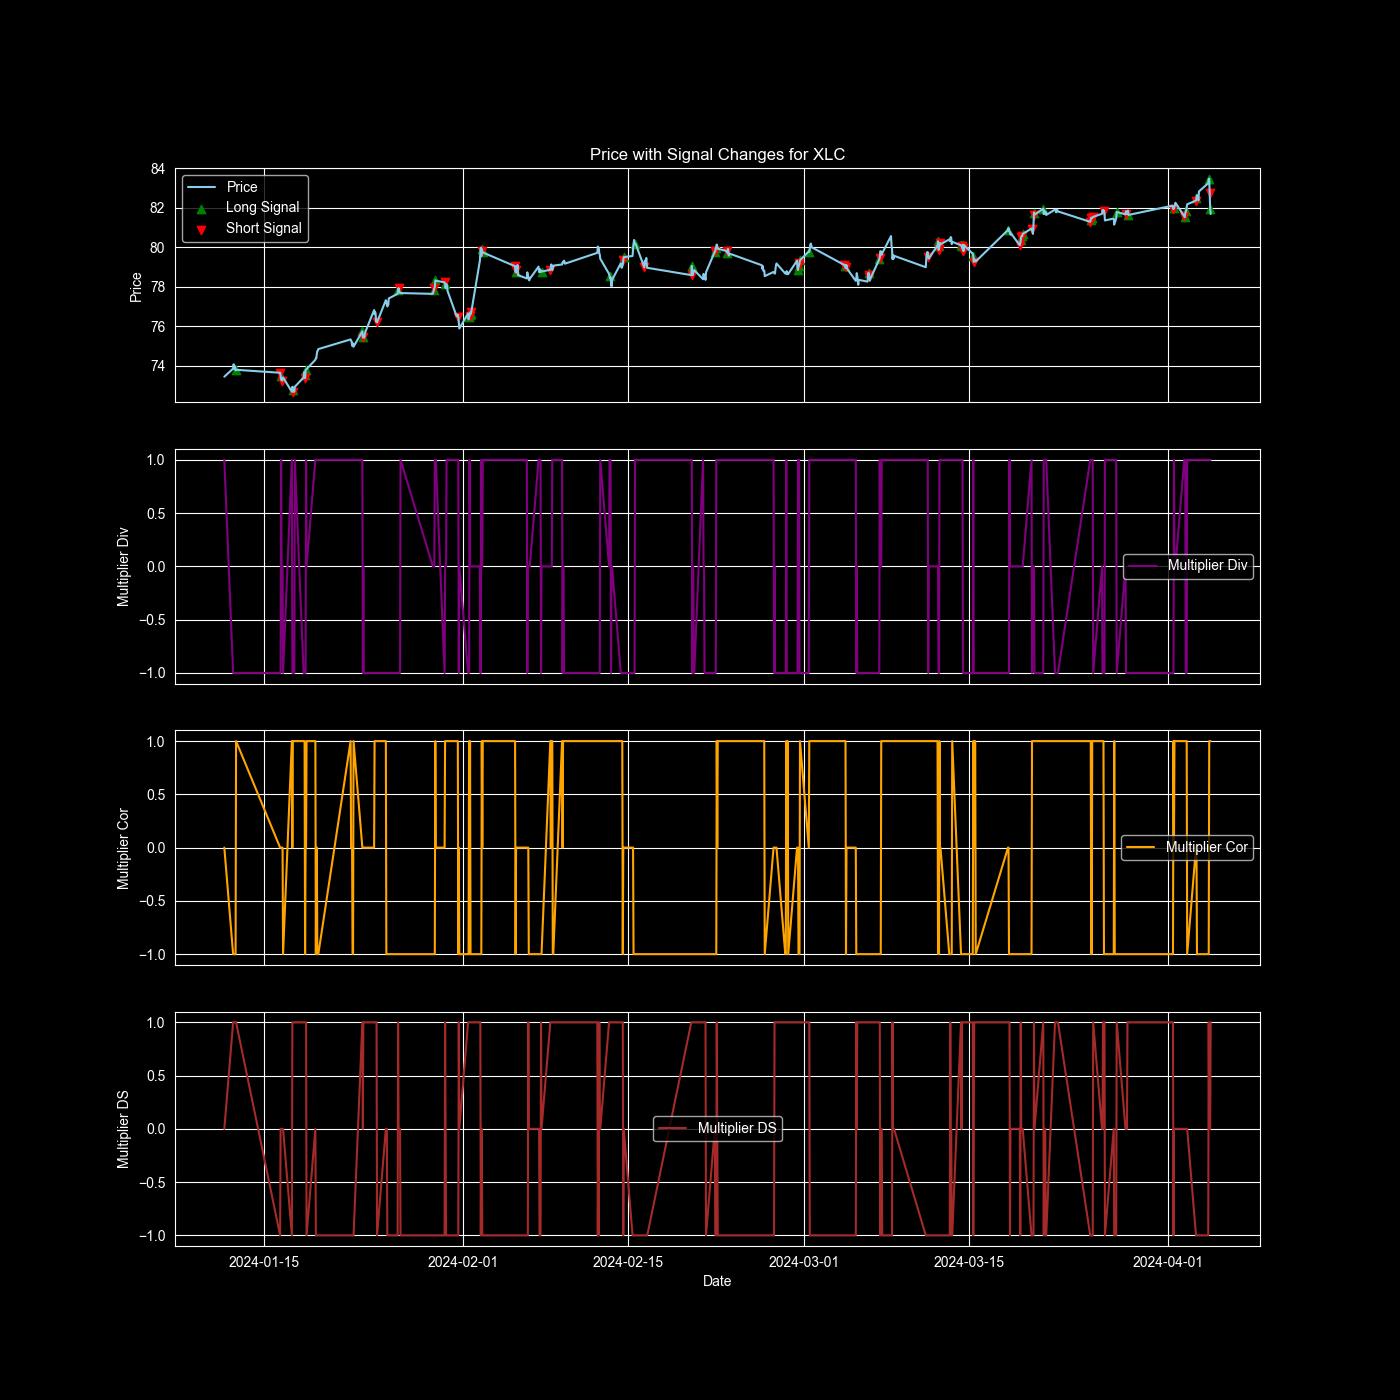 Price with Signal Changes for XLC
84
82
80
78
76
74
Price
Price
Long Signal
Short Signal
1.0
0.5
0.0
−0.5
−1.0
Multiplier Div
Multiplier Div
1.0
0.5
0.0
−0.5
−1.0
Multiplier Cor
Multiplier Cor
1.0
0.5
0.0
−0.5
−1.0
Multiplier DS
Multiplier DS
2024-01-15
2024-02-01
2024-02-15
2024-03-01
2024-03-15
2024-04-01
Date